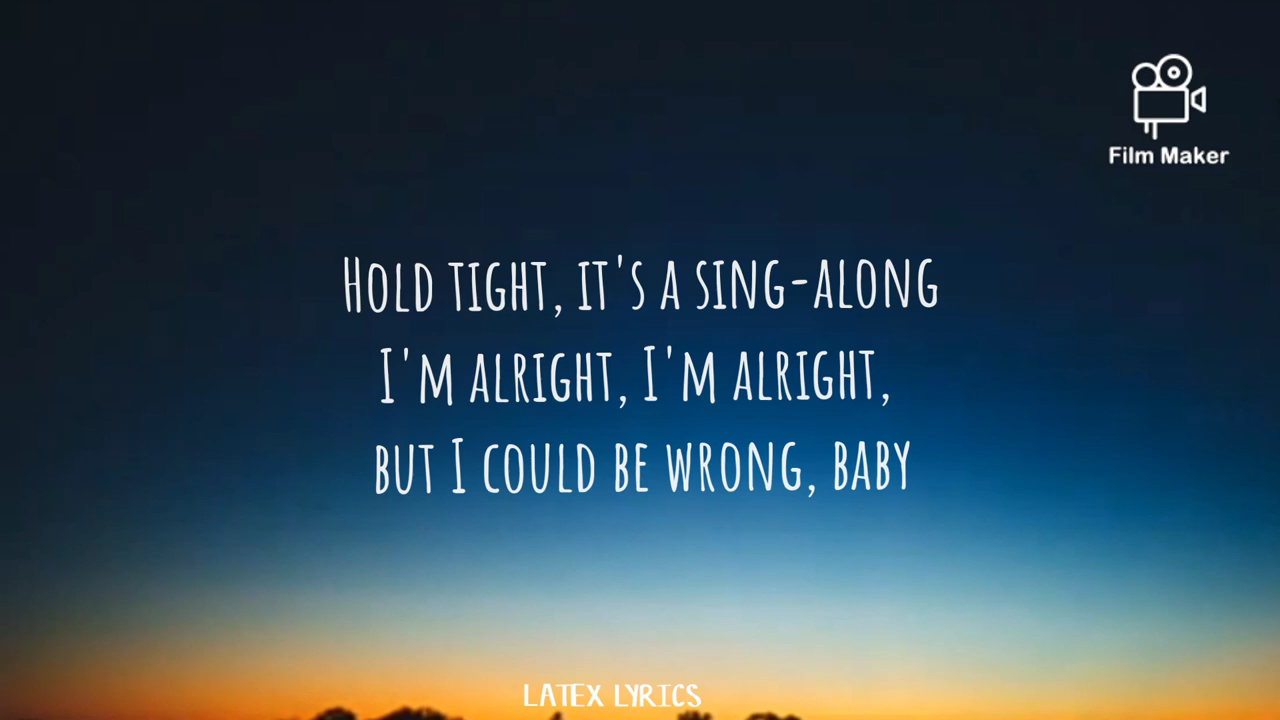 Film Maker
HOLD TIGHT, IT'S A SING-ALONG
I'M ALRIGHT, I'M ALRIGHT,
BUT I COULD BE WRONG, BABY
LATEX LYRICS